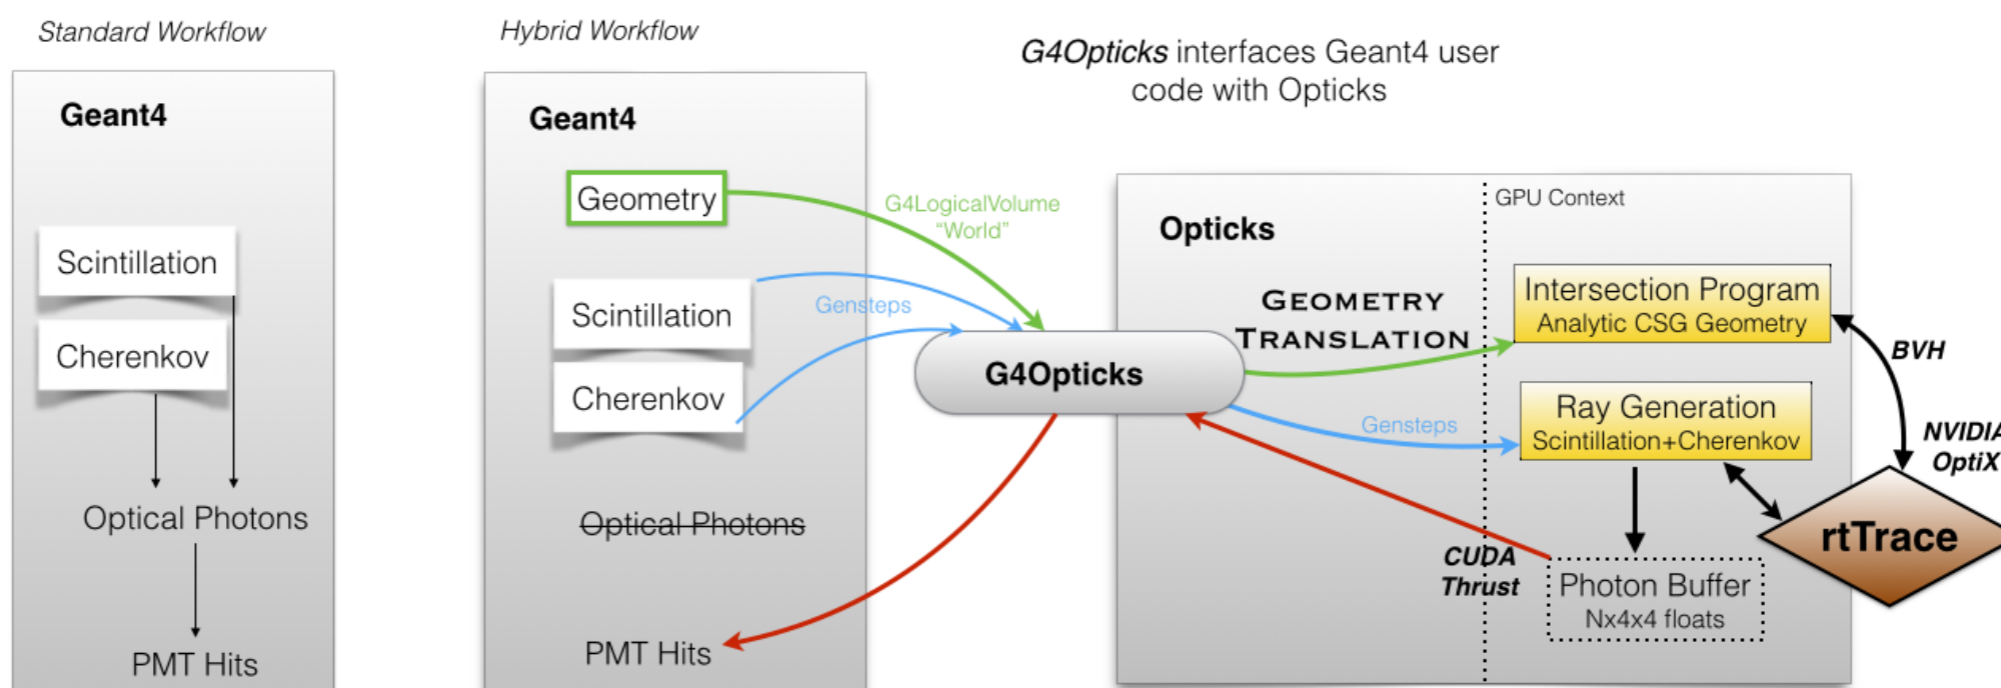 Standard Workflow
Geant4
Scintillation
Cherenkov
Optical Photons
PMT Hits
Hybrid Workflow
Geant4
Geometry
Scintillation
Cherenkov
Optical Photons
PMT Hits
G4LogicalVolume
“World”
Gensteps
G4Opticks
G4Opticks interfaces Geant4 user
code with Opticks
Opticks
GPU Context
GEOMETRY
TRANSLATION
Gensteps
Intersection Program
Analytic CSG Geometry
Ray Generation
Scintillation+Cherenkov
CUDA
Thrust
Photon Buffer
Nx4x4 floats
BVH
NVIDIA
OptiX
rtTrace